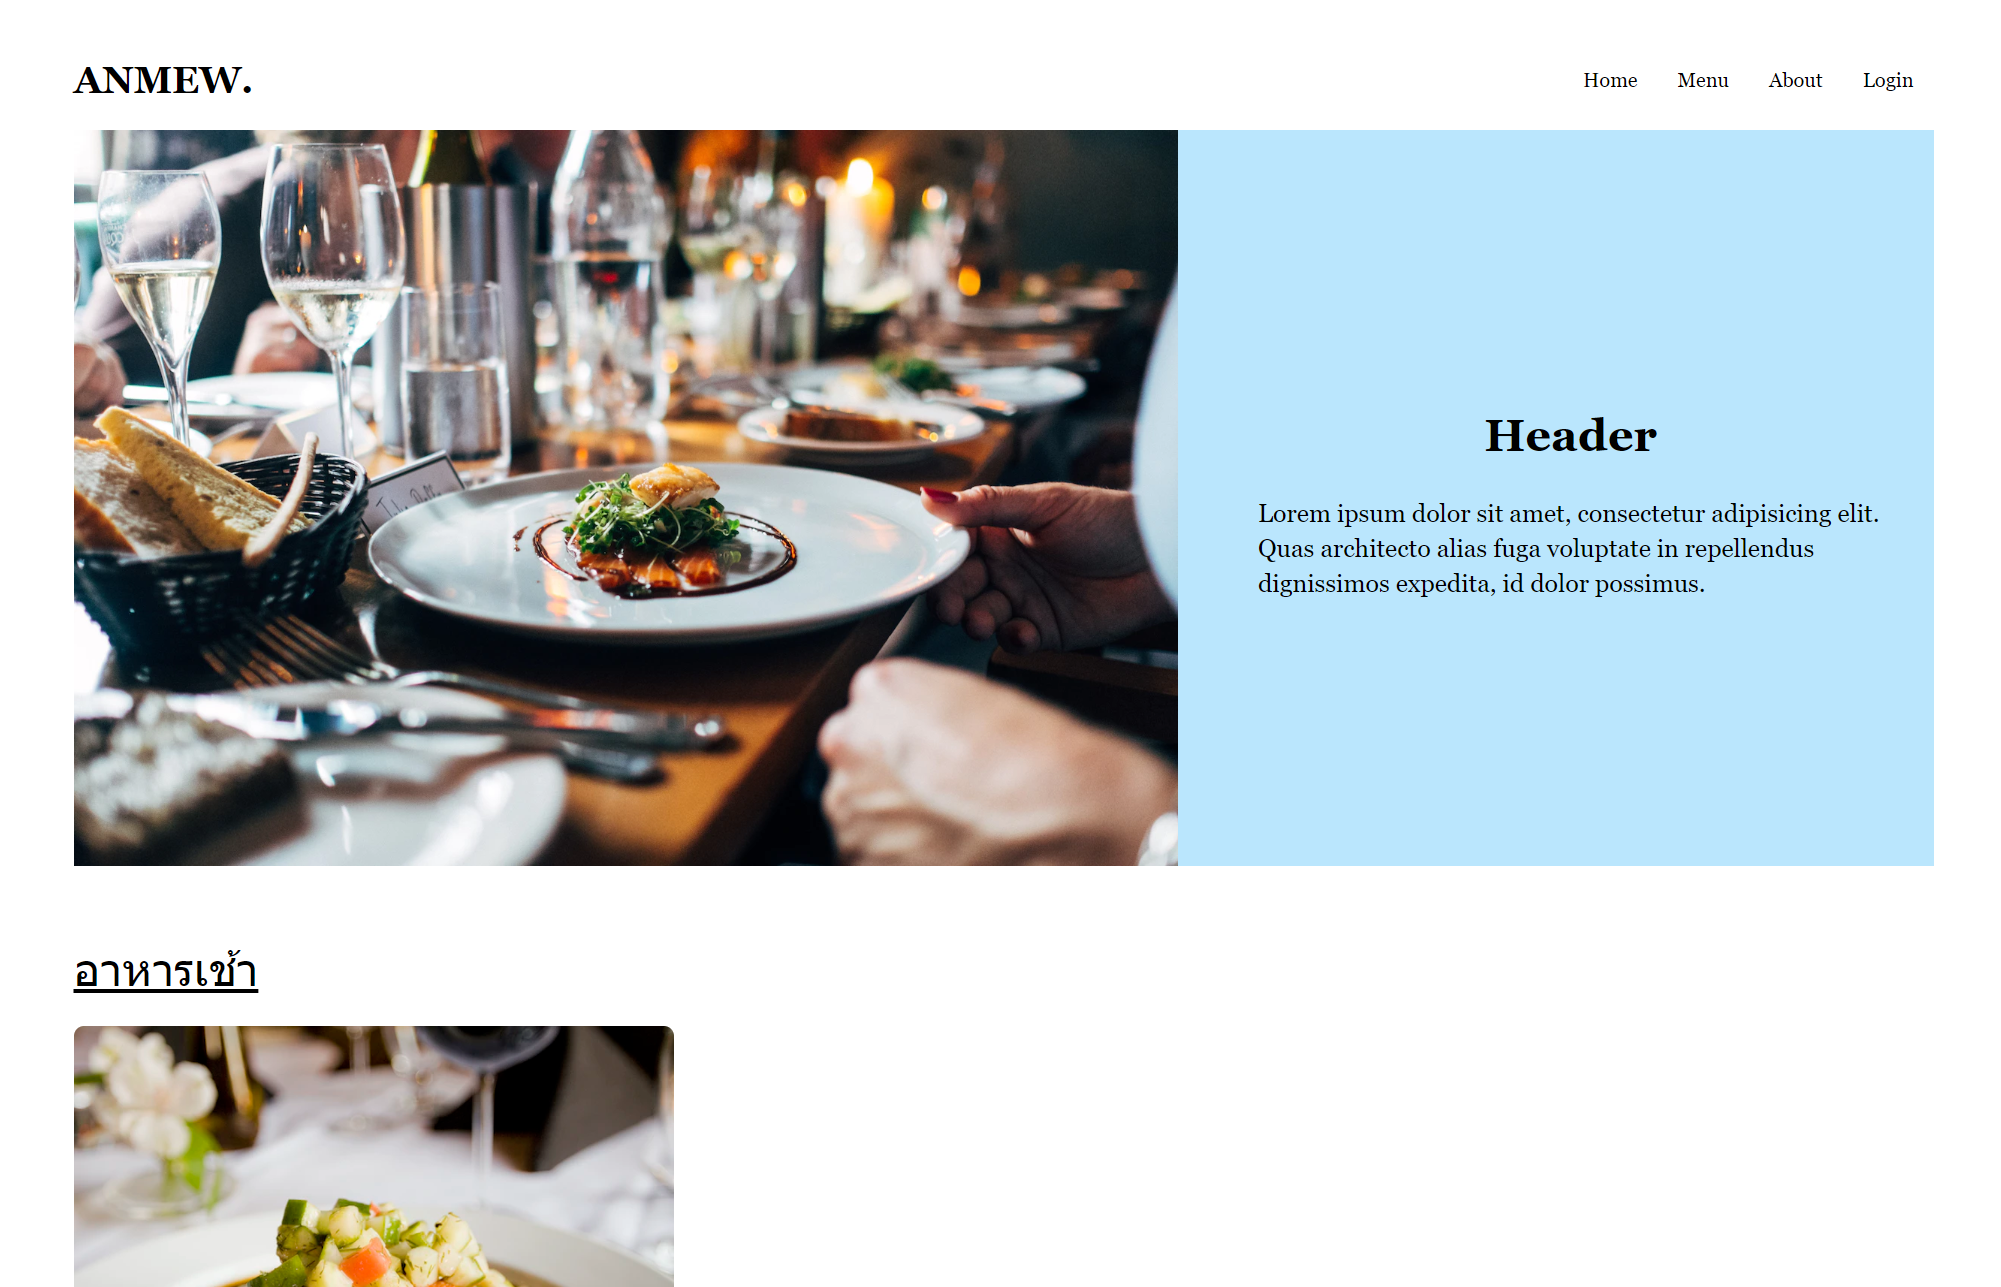 ANMEW.
Home Menu About Login
Header
Lorem ipsum dolor sit amet, consectetur adipisicing elit.
Quas architecto alias fuga voluptate in repellendus
dignissimos expedita, id dolor possimus.
อาหารเช้า